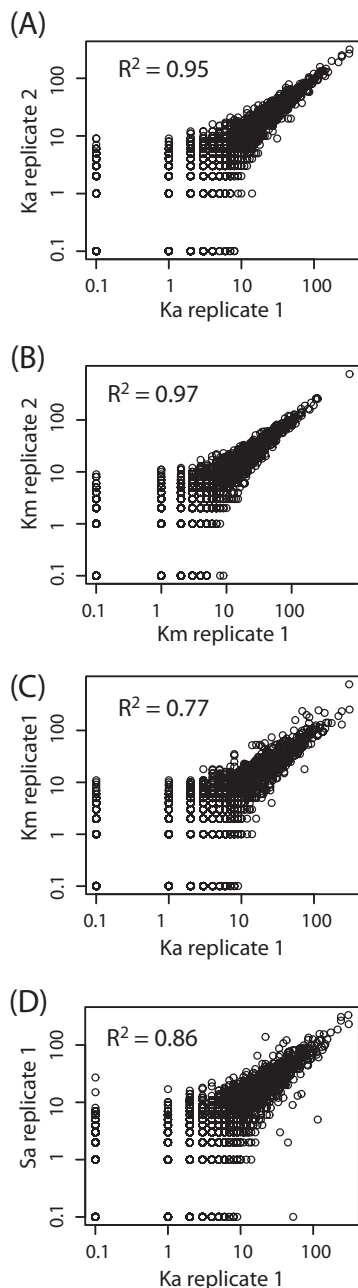 (A)
R² = 0.95
Ka replicate 2
100
10
1
0.1
0.1 1 10 100
Ka replicate 1
(B)
R² = 0.97
Km replicate 2
100
10
1
0.1
0.1 1 10 100
Km replicate 1
(C)
R² = 0.77
Km replicate1
100
10
1
0.1
0.1 1 10 100
Ka replicate 1
(D)
R² = 0.86
Sa replicate 1
100
10
1
0.1
0.1 1 10 100
Ka replicate 1